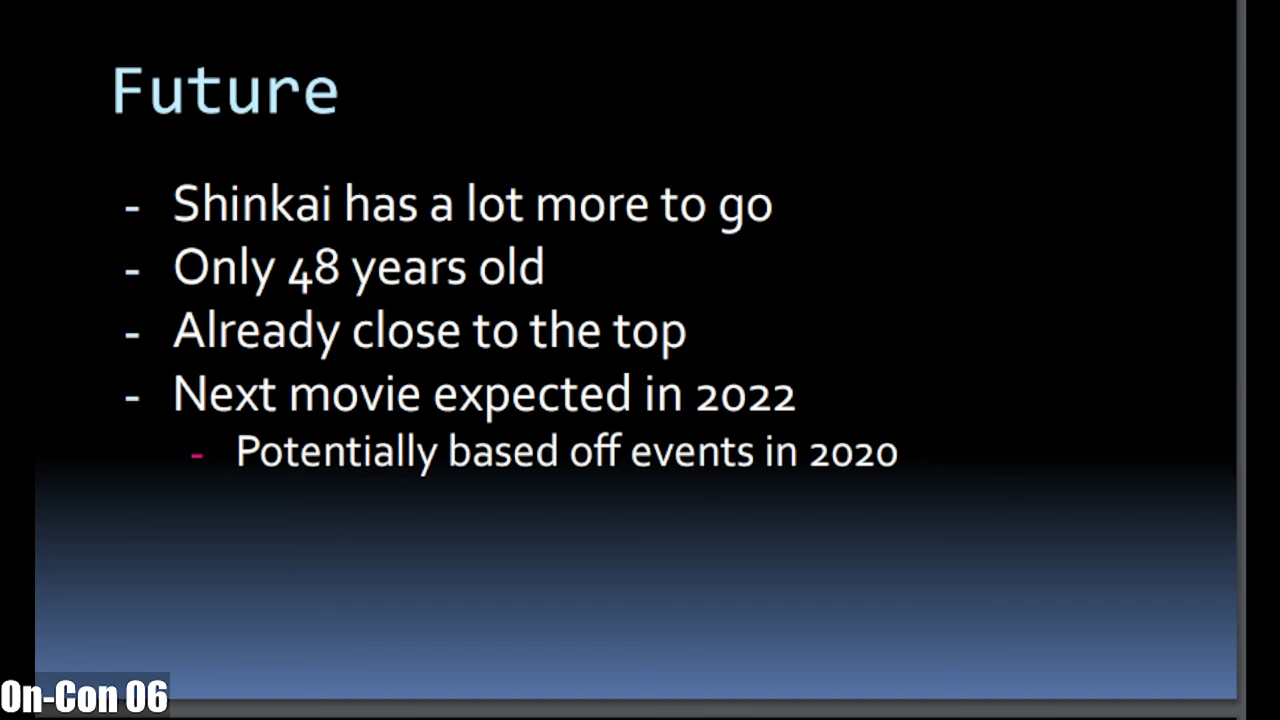 Future
- Shinkai has a lot more to go
- Only 48 years old
- Already close to the top
- Next movie expected in 2022
- Potentially based off events in 2020
On-Con 06